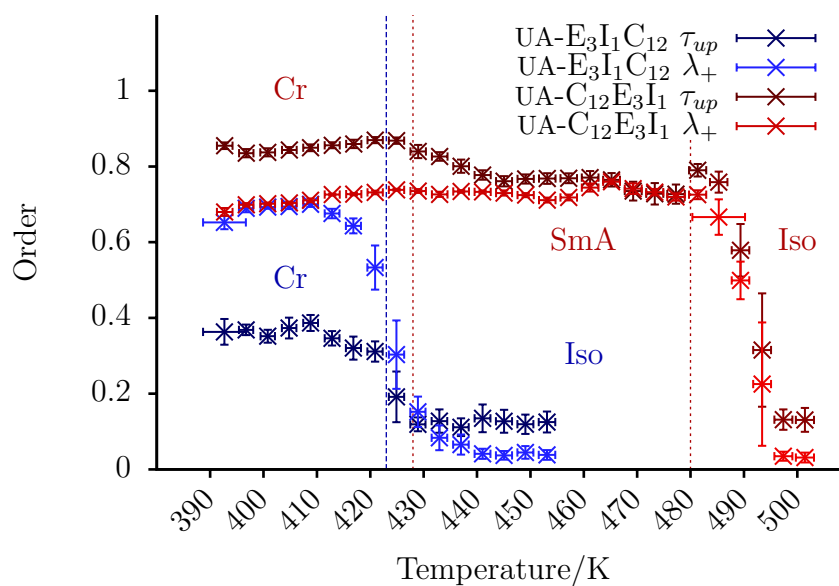 UA-E₃I₁C₁₂ τᵤₚ
UA-E₃I₁C₁₂ λ₊
UA-C₁₂E₃I₁ τᵤₚ
UA-C₁₂E₃I₁ λ₊
Cr
SmA
Iso
Cr
Iso
Order
1
0.8
0.6
0.4
0.2
0
390
400
410
420
430
440
450
460
470
480
490
500
Temperature/K